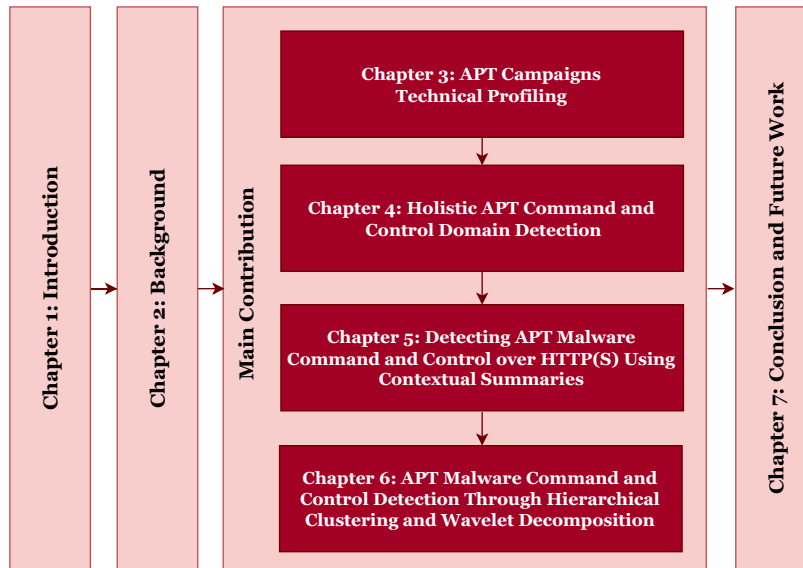 Chapter 1: Introduction
Chapter 2: Background
Main Contribution
Chapter 3: APT Campaigns
Technical Profiling
Chapter 4: Holistic APT Command and
Control Domain Detection
Chapter 5: Detecting APT Malware
Command and Control over HTTP(S) Using
Contextual Summaries
Chapter 6: APT Malware Command and
Control Detection Through Hierarchical
Clustering and Wavelet Decomposition
Chapter 7: Conclusion and Future Work